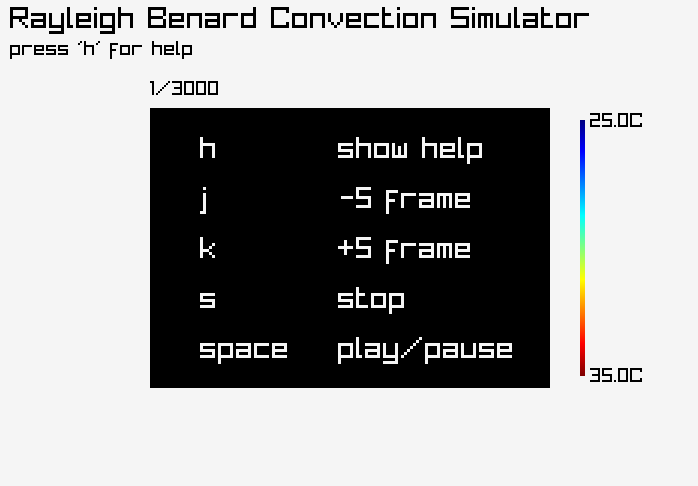 Rayleigh Benard Convection Simulator
press 'h' for help
1/3000
25.0C
h show help
j -5 frame
k +5 frame
s stop
space play/pause
35.0C